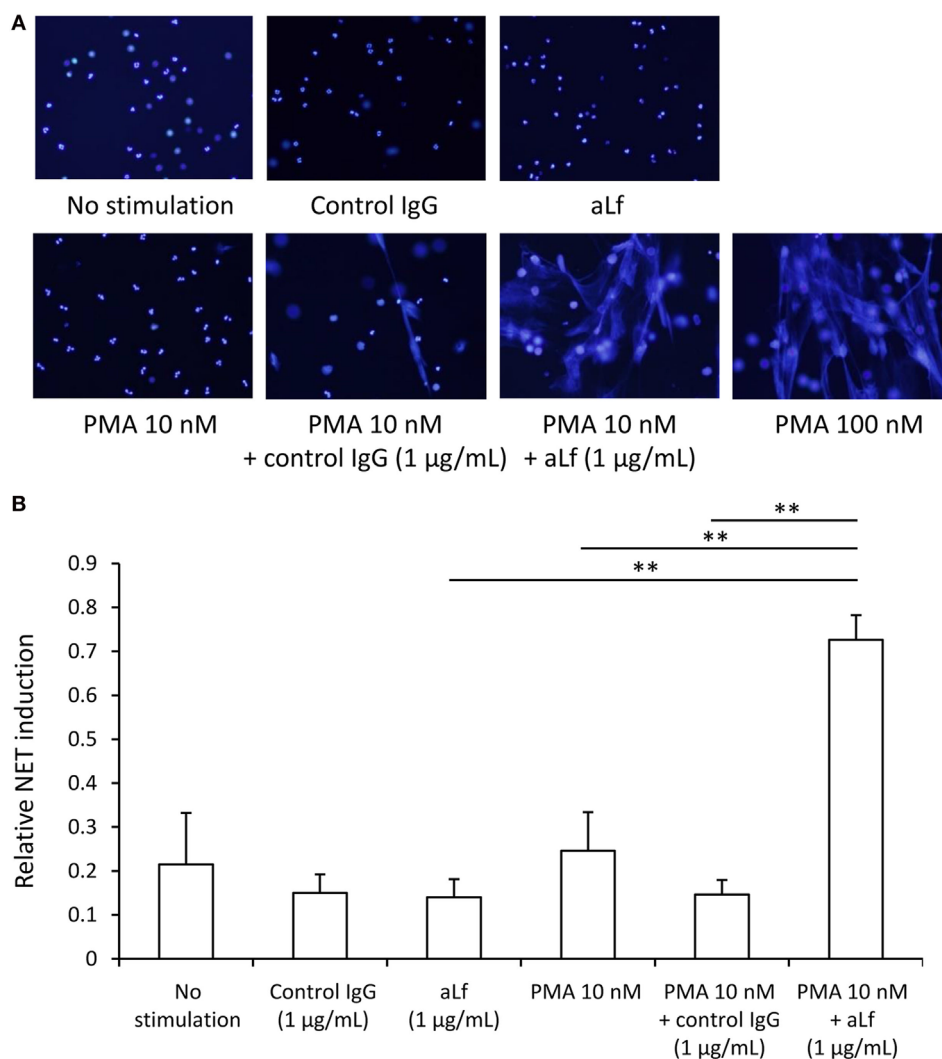 A
No stimulation
Control IgG
aLf
PMA 10 nM
PMA 10 nM
+ control IgG (1 µg/mL)
PMA 10 nM
+ aLf (1 µg/mL)
PMA 100 nM
B
**
**
**
Relative NET induction
0.9
0.8
0.7
0.6
0.5
0.4
0.3
0.2
0.1
0
No
stimulation
Control IgG
(1 µg/mL)
aLf
(1 µg/mL)
PMA 10 nM
PMA 10 nM
+ control IgG
(1 µg/mL)
PMA 10 nM
+ aLf
(1 µg/mL)